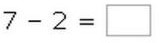 7 − 2 =